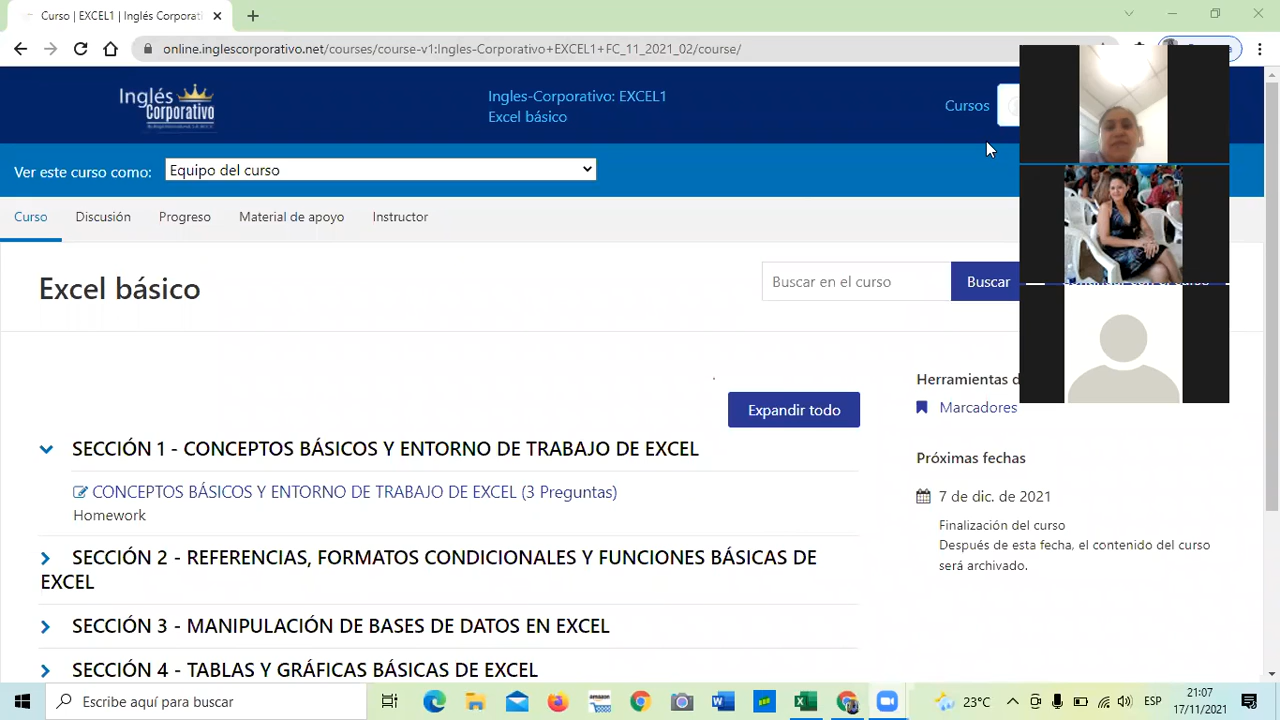 Curso | EXCEL1 | Inglés Corporati
online.inglescorporativo.net/courses/course-v1:Ingles-Corporativo+EXCEL1+FC_11_2021_02/course/
Inglés
Corporativo
Ingles-Corporativo: EXCEL1
Excel básico
Cursos
Ver este curso como:
Equipo del curso
Curso
Discusión
Progreso
Material de apoyo
Instructor
Excel básico
Buscar en el curso
Buscar
Expandir todo
Herramientas d
Marcadores
SECCIÓN 1 - CONCEPTOS BÁSICOS Y ENTORNO DE TRABAJO DE EXCEL
CONCEPTOS BÁSICOS Y ENTORNO DE TRABAJO DE EXCEL (3 Preguntas)
Homework
Próximas fechas
7 de dic. de 2021
Finalización del curso
Después de esta fecha, el contenido del curso
será archivado.
SECCIÓN 2 - REFERENCIAS, FORMATOS CONDICIONALES Y FUNCIONES BÁSICAS DE
EXCEL
SECCIÓN 3 - MANIPULACIÓN DE BASES DE DATOS EN EXCEL
SECCIÓN 4 - TABLAS Y GRÁFICAS BÁSICAS DE EXCEL
Escribe aquí para buscar
amazon
23°C
ESP
21:07
17/11/2021